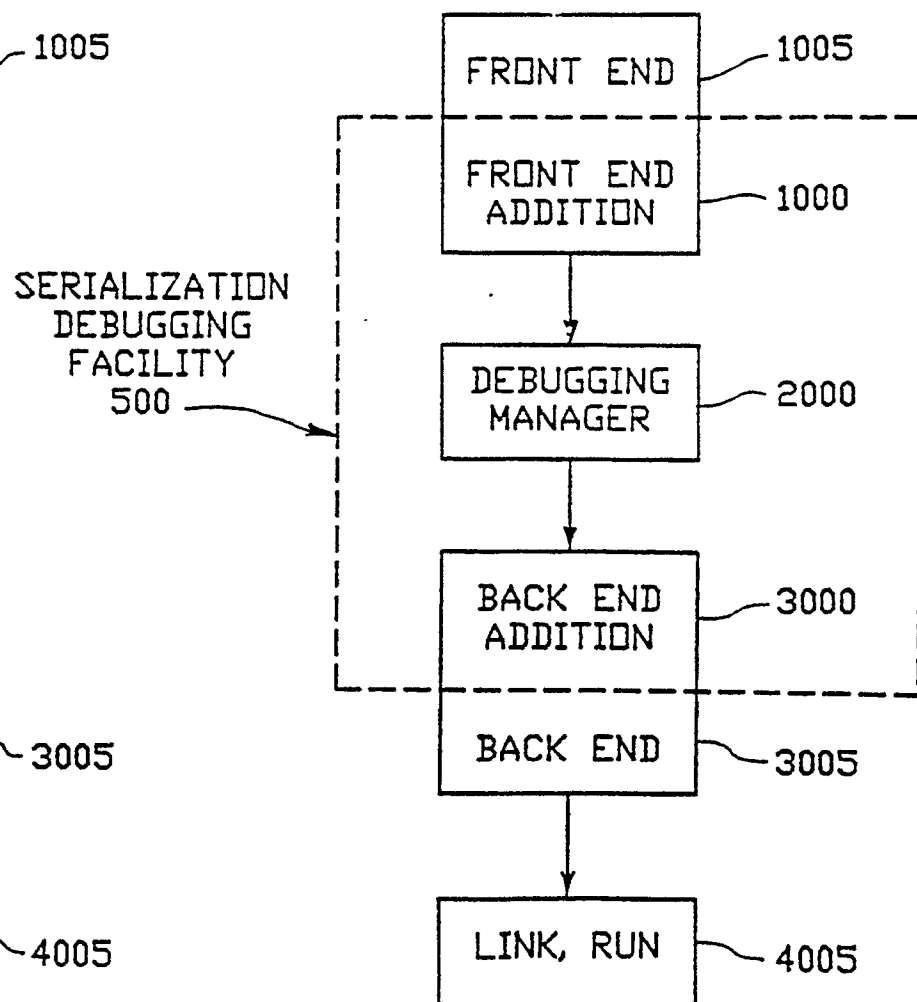 1005
3005
4005
SERIALIZATION
DEBUGGING
FACILITY
500
FRONT END
1005
FRONT END
ADDITION
1000
DEBUGGING
MANAGER
2000
BACK END
ADDITION
3000
BACK END
3005
LINK, RUN
4005